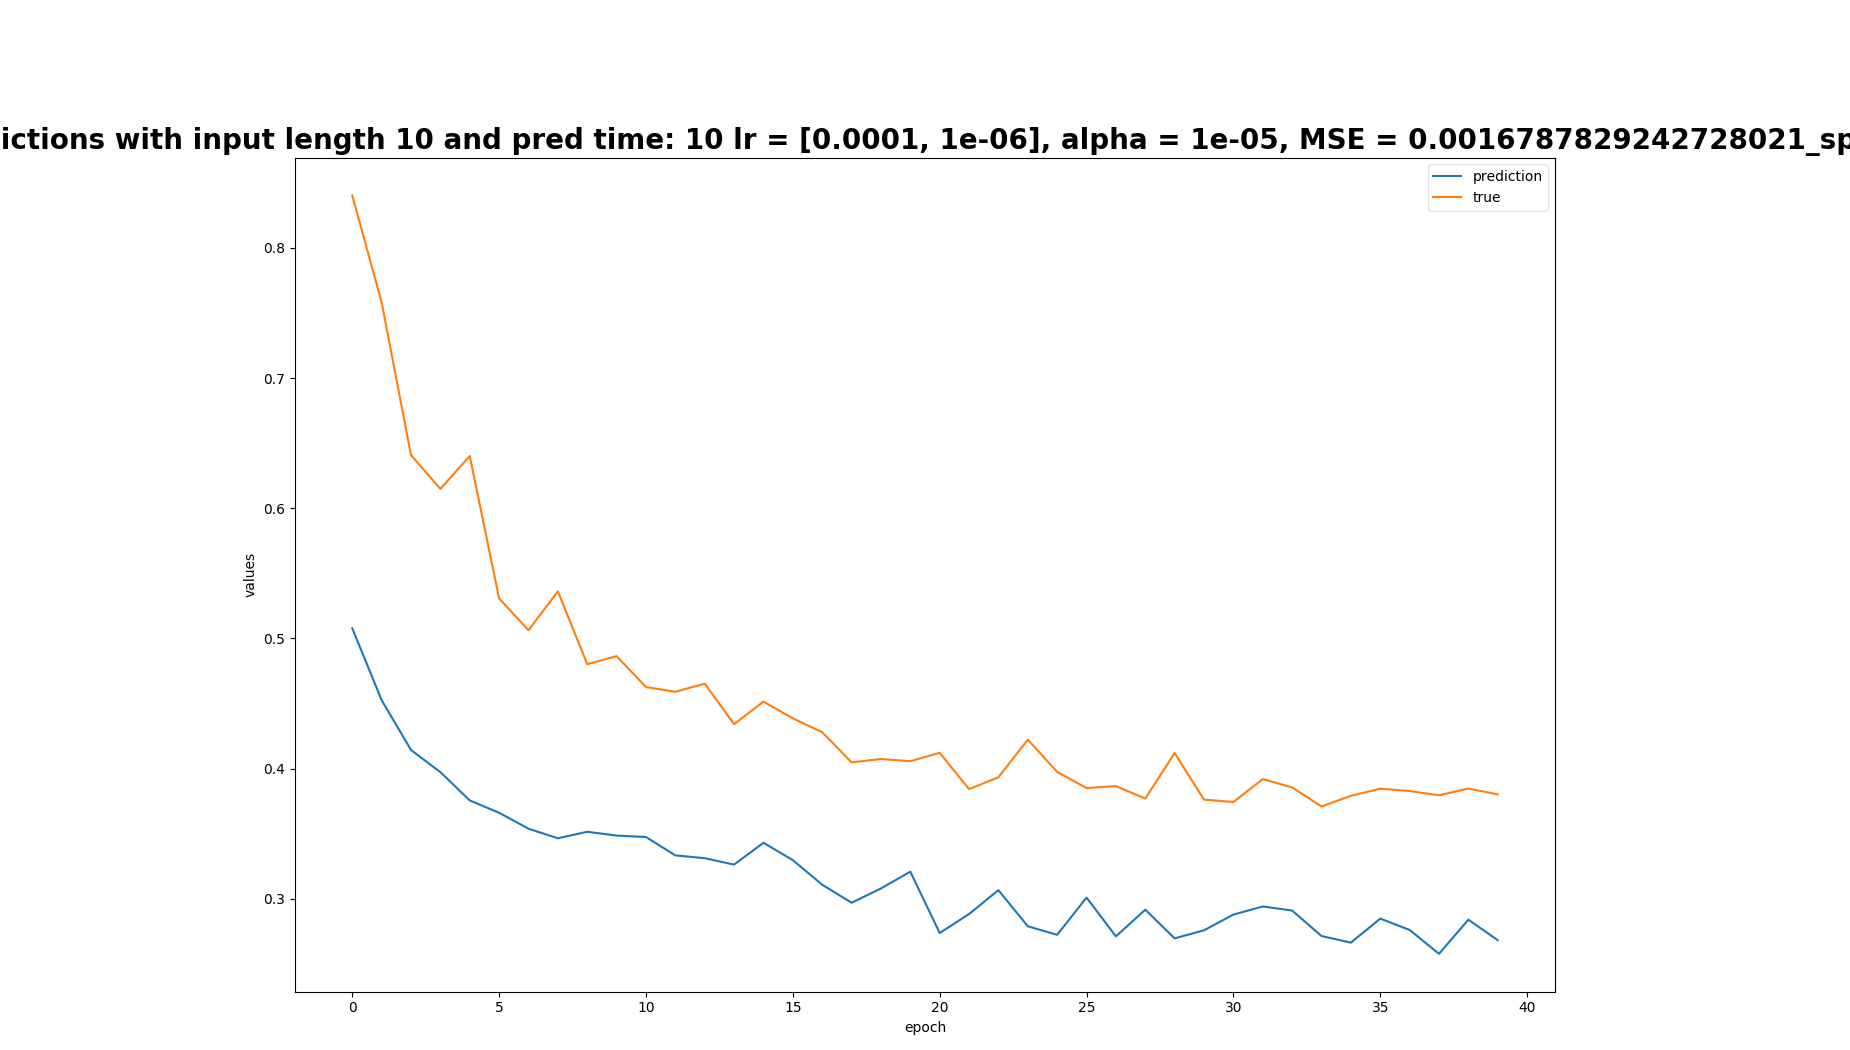 ictions with input length 10 and pred time: 10 lr = [0.0001, 1e-06], alpha = 1e-05, MSE = 0.0016787829242728021_sp
prediction
true
0.8
0.7
0.6
0.5
0.4
0.3
values
0 5 10 15 20 25 30 35 40
epoch